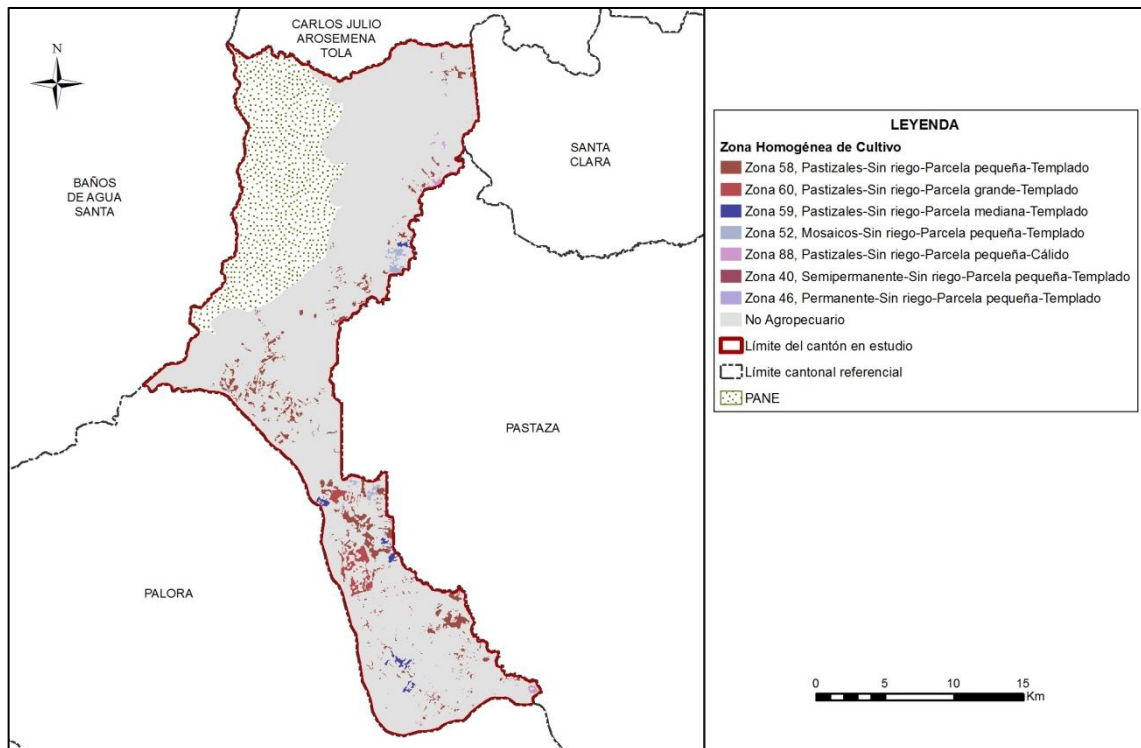 CARLOS JULIO
AROSEMENA
TOLA
N
SANTA
CLARA
BAÑOS
DE AGUA
SANTA
PASTAZA
PALORA
LEYENDA
Zona Homogénea de Cultivo
Zona 58, Pastizales-Sin riego-Parcela pequeña-Templado
Zona 60, Pastizales-Sin riego-Parcela grande-Templado
Zona 59, Pastizales-Sin riego-Parcela mediana-Templado
Zona 52, Mosaicos-Sin riego-Parcela pequeña-Templado
Zona 88, Pastizales-Sin riego-Parcela pequeña-Cálido
Zona 40, Semipermanente-Sin riego-Parcela pequeña-Templado
Zona 46, Permanente-Sin riego-Parcela pequeña-Templado
No Agropecuario
Límite del cantón en estudio
Límite cantonal referencial
PANE
0 5 10 15
Km